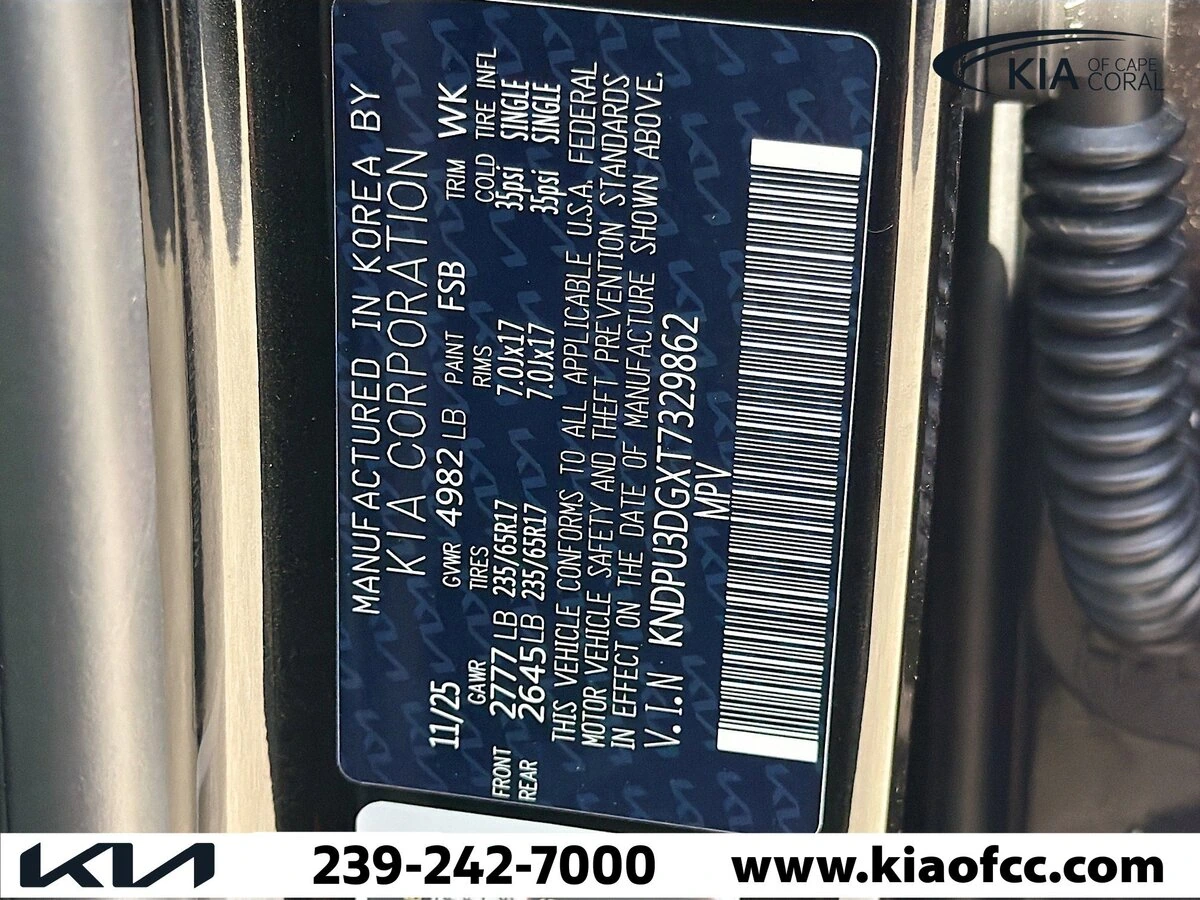 KIA OF CAPE CORAL
MANUFACTURED IN KOREA BY
KIA CORPORATION
11/25 GVWR 4982 LB PAINT FSB TRIM WK
GAWR TIRES RIMS COLD TIRE INFL
FRONT 2777 LB 235/65R17 7.0Jx17 35psi SINGLE
REAR 2645LB 235/65R17 7.0Jx17 35psi SINGLE
THIS VEHICLE CONFORMS TO ALL APPLICABLE U.S.A. FEDERAL
MOTOR VEHICLE SAFETY AND THEFT PREVENTION STANDARDS
IN EFFECT ON THE DATE OF MANUFACTURE SHOWN ABOVE.
V.I.N KNDPU3DGXT7329862
MPV
KIA 239-242-7000 www.kiaofcc.com